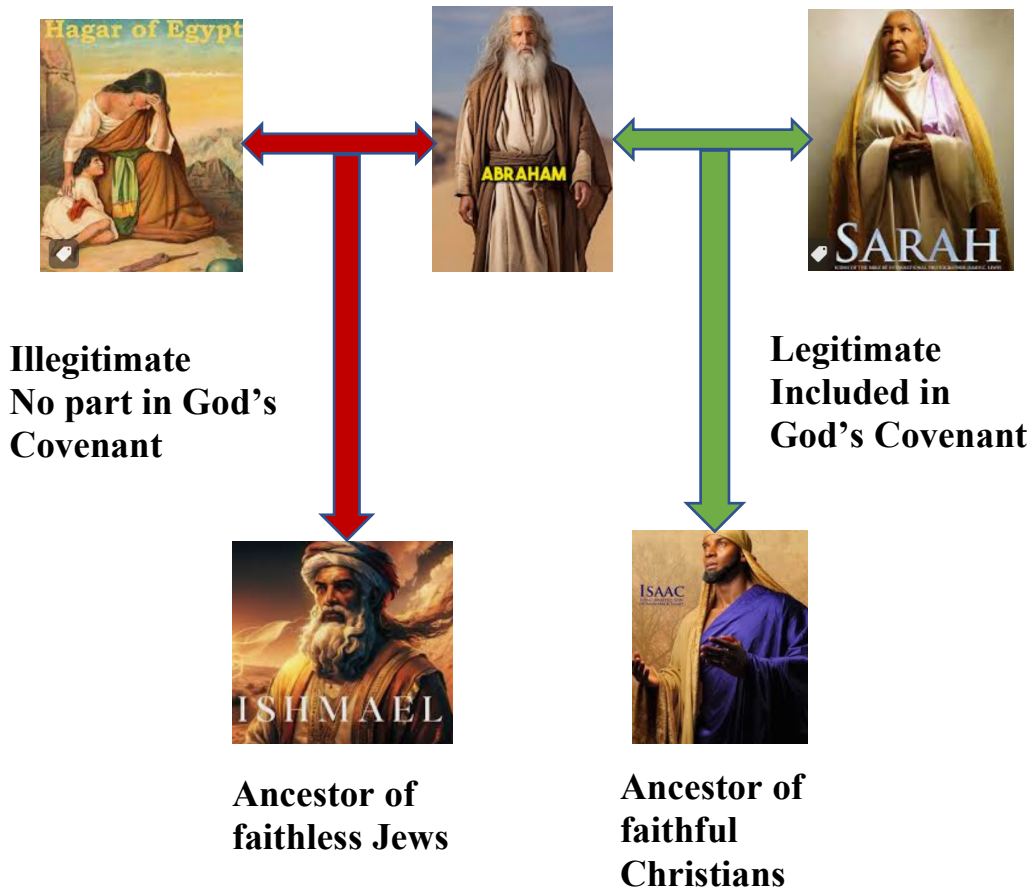 Hagar of Egypt
ABRAHAM
SARAH
Illegitimate
No part in God’s
Covenant
Legitimate
Included in
God’s Covenant
ISHMAEL
ISAAC
Ancestor of
faithless Jews
Ancestor of
faithful
Christians